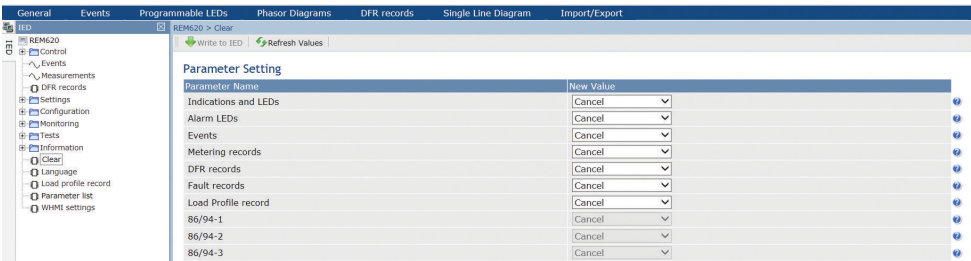 General Events Programmable LEDs Phasor Diagrams DFR records Single Line Diagram Import/Export
IED
IED
REM620
Control
Events
Measurements
DFR records
Settings
Configuration
Monitoring
Tests
Information
Clear
Language
Load profile record
Parameter list
WHMI settings
REM620 > Clear
Write to IED Refresh Values
Parameter Setting
Parameter Name New Value
Indications and LEDs Cancel
Alarm LEDs Cancel
Events Cancel
Metering records Cancel
DFR records Cancel
Fault records Cancel
Load Profile record Cancel
86/94-1 Cancel
86/94-2 Cancel
86/94-3 Cancel